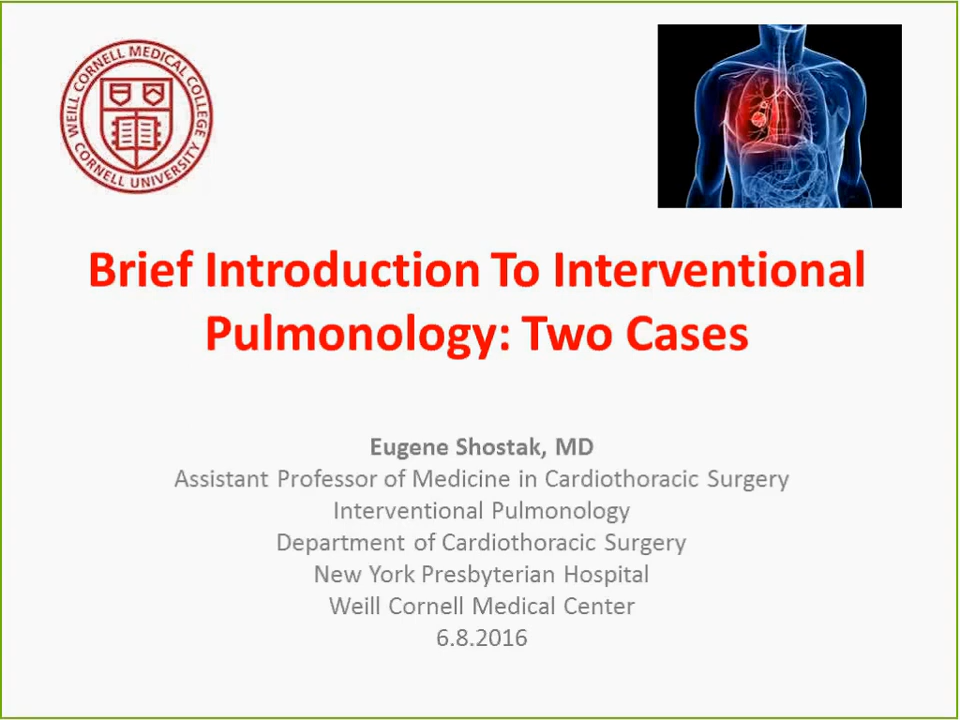 WEILL CORNELL MEDICAL COLLEGE
CORNELL UNIVERSITY
Brief Introduction To Interventional
Pulmonology: Two Cases
Eugene Shostak, MD
Assistant Professor of Medicine in Cardiothoracic Surgery
Interventional Pulmonology
Department of Cardiothoracic Surgery
New York Presbyterian Hospital
Weill Cornell Medical Center
6.8.2016